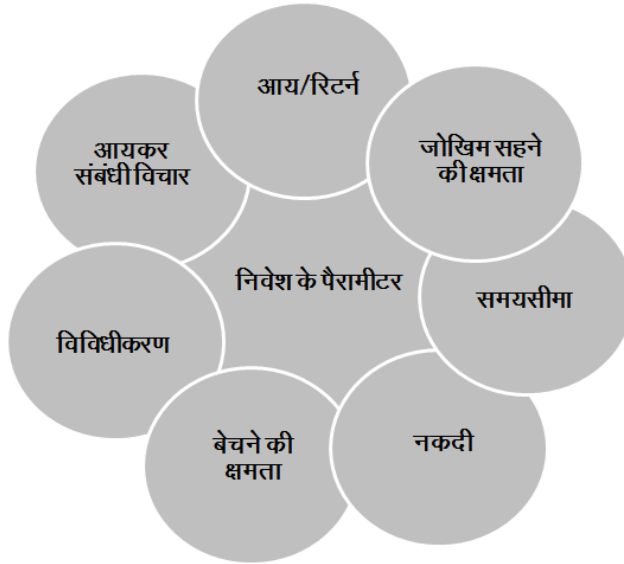 आय/रिटर्न
जोखिम सहने
की क्षमता
समयसीमा
नकदी
बेचने की
क्षमता
विविधीकरण
आयकर
संबंधी विचार
निवेश के पैरामीटर